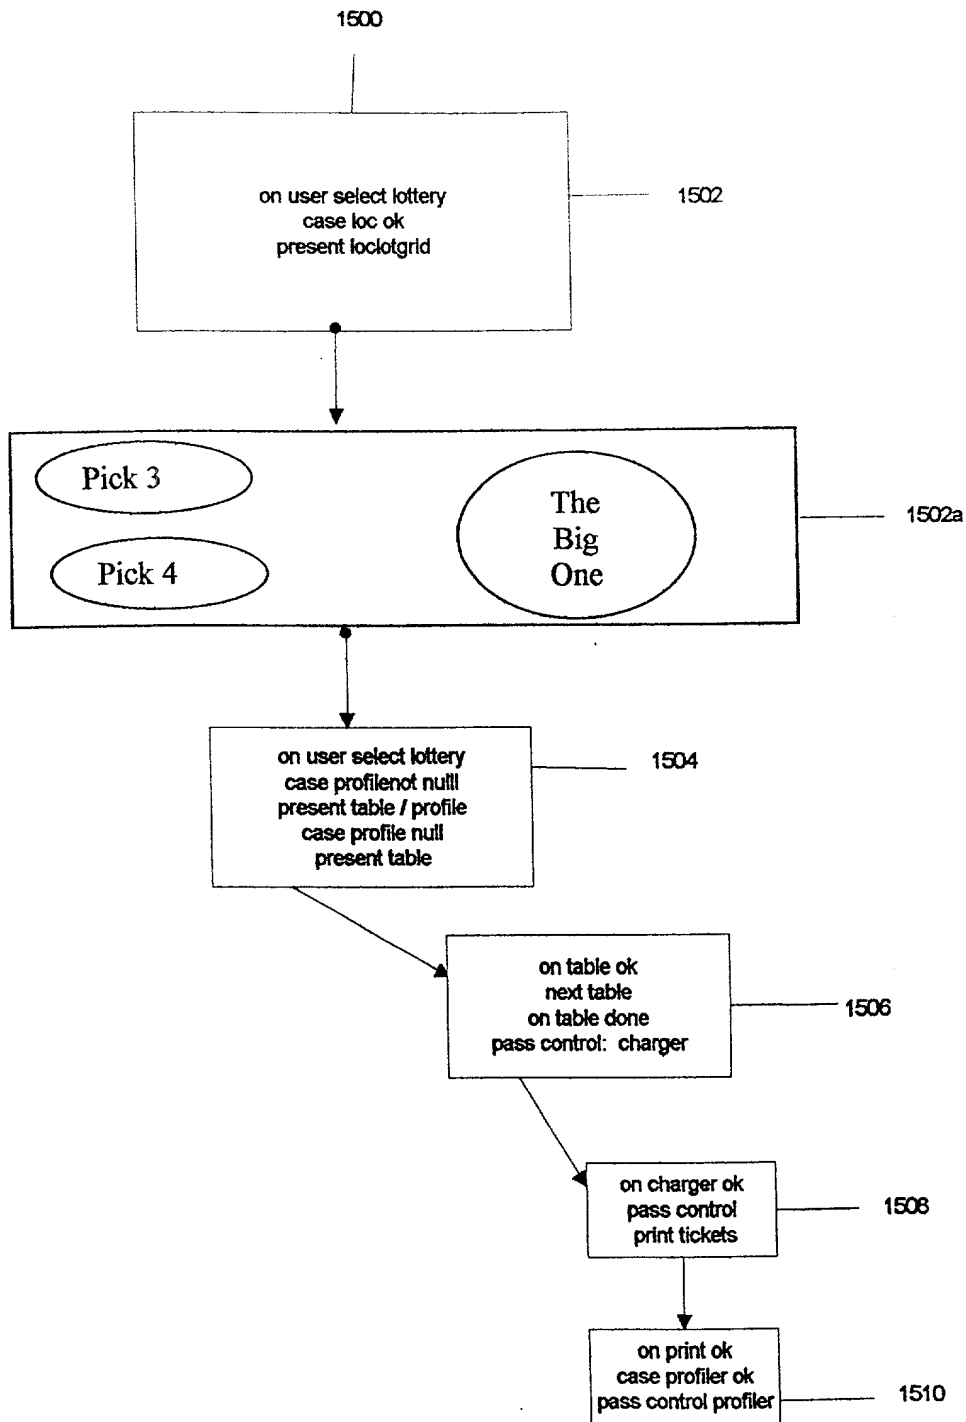 1500
on user select lottery
case loc ok
present loclotgrid
1502
Pick 3
Pick 4
The
Big
One
1502a
on user select lottery
case profilenot nulll
present table / profile
case profile null
present table
1504
on table ok
next table
on table done
pass control: charger
1506
on charger ok
pass control
print tickets
1508
on print ok
case profiler ok
pass control profiler
1510